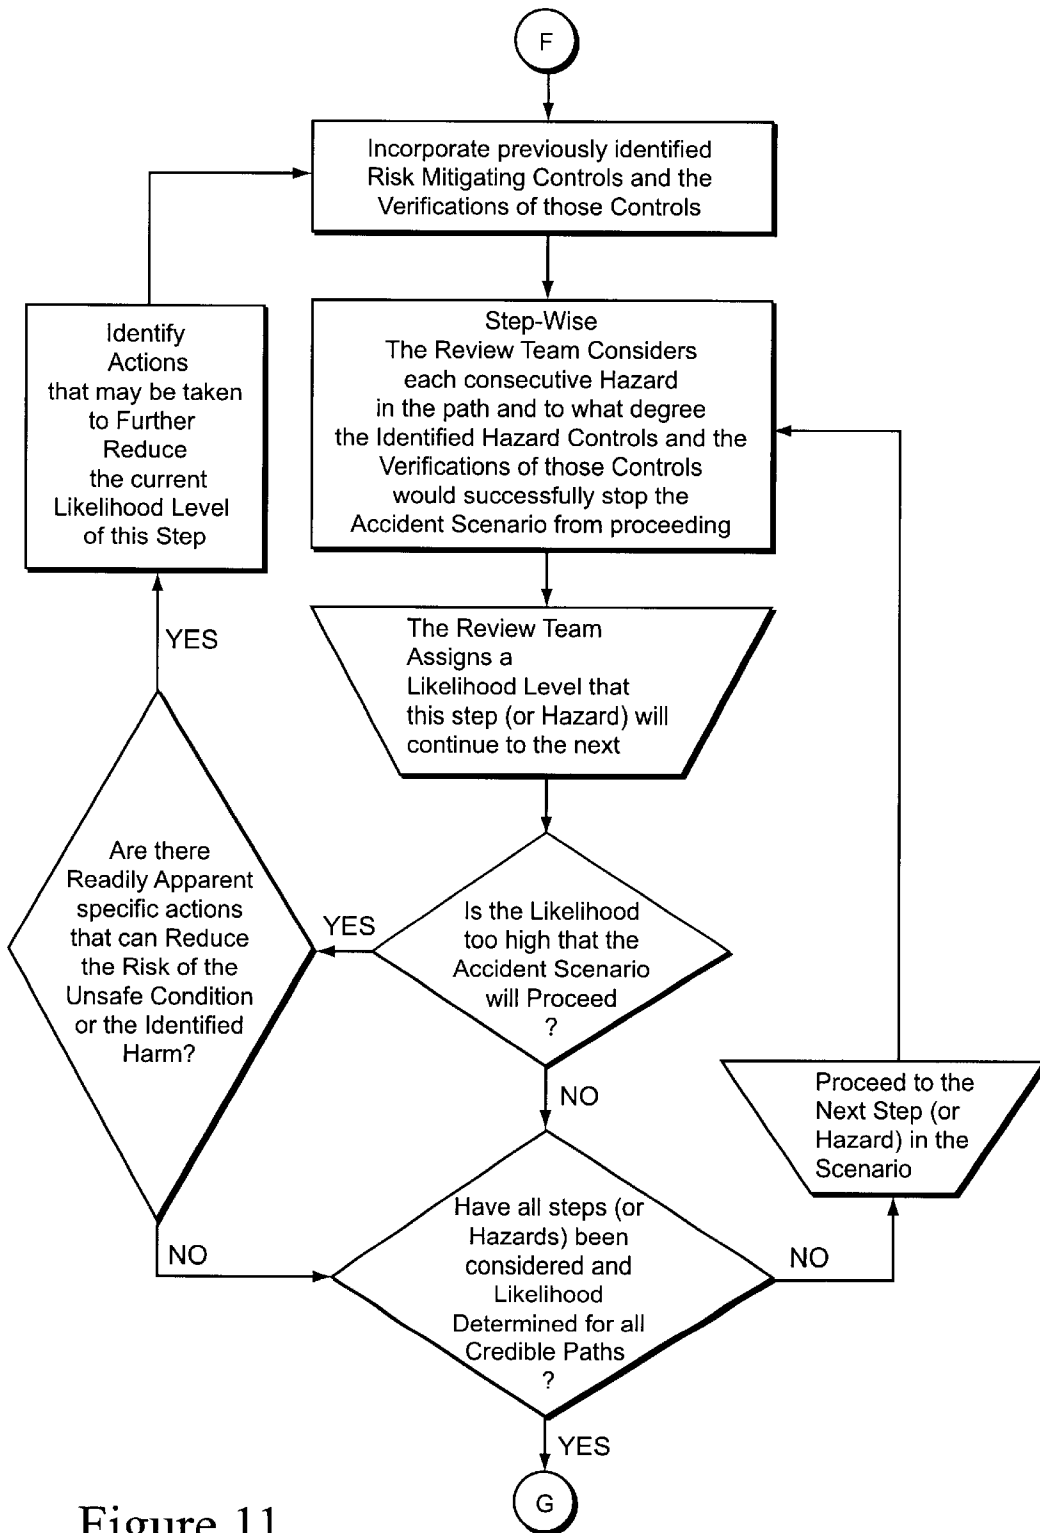 F
Incorporate previously identified
Risk Mitigating Controls and the
Verifications of those Controls
Identify
Actions
that may be taken
to Further
Reduce
the current
Likelihood Level
of this Step
Step-Wise
The Review Team Considers
each consecutive Hazard
in the path and to what degree
the Identified Hazard Controls and the
Verifications of those Controls
would successfully stop the
Accident Scenario from proceeding
YES
The Review Team
Assigns a
Likelihood Level that
this step (or Hazard) will
continue to the next
Are there
Readily Apparent
specific actions
that can Reduce
the Risk of the
Unsafe Condition
or the Identified
Harm?
YES
Is the Likelihood
too high that the
Accident Scenario
will Proceed
?
NO
Proceed to the
Next Step (or
Hazard) in the
Scenario
NO
Have all steps (or
Hazards) been
considered and
Likelihood
Determined for all
Credible Paths
?
NO
YES
G
Figure 11